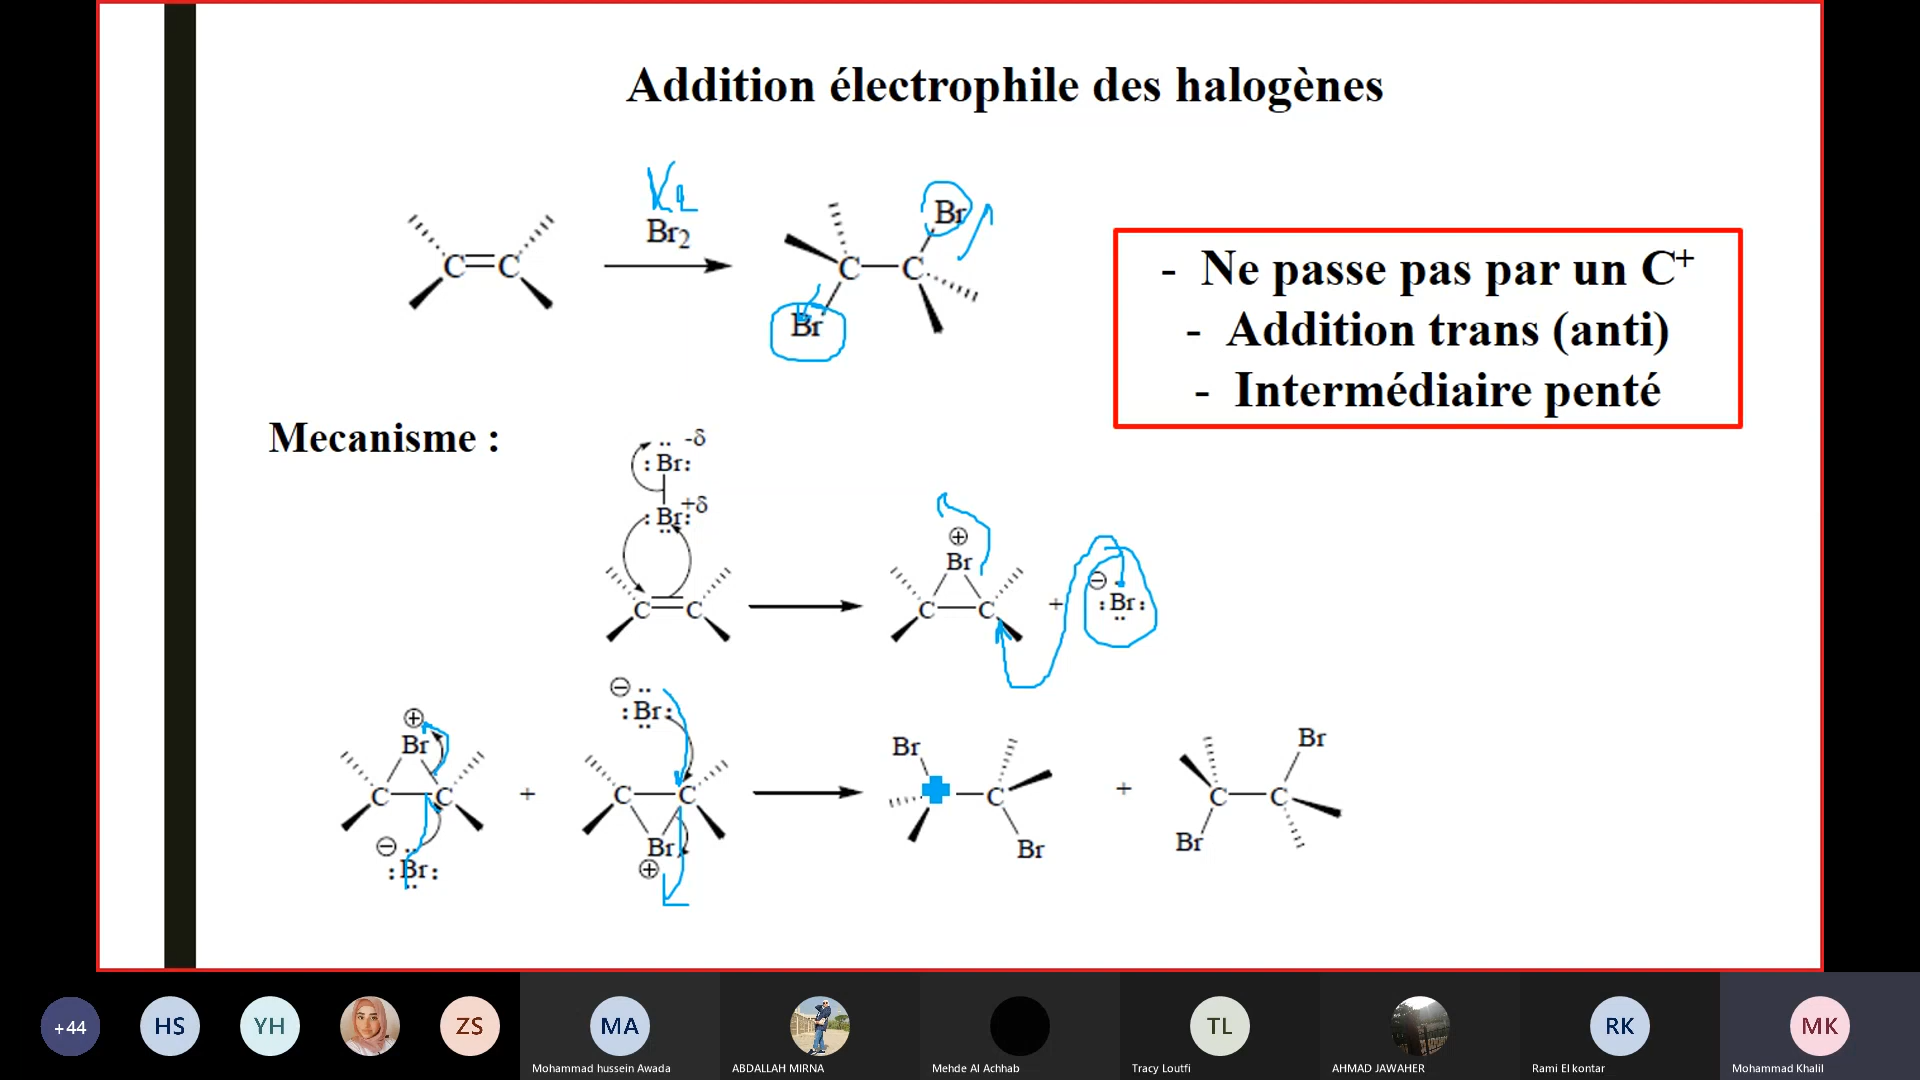 Addition électrophile des halogènes
Br₂
Br
Br
C=C
C—C
- Ne passe pas par un C⁺
- Addition trans (anti)
- Intermédiaire penté
Mecanisme :
-δ
:Br:
+δ
:Br:
C=C
⊕
Br
C—C
+
⊖
:Br:
⊕
Br
C—C
⊖
:Br:
+
⊖
:Br:
C—C
Br
⊕
Br
—C
Br
+
Br
C—C
Br
+44
HS
YH
ZS
MA
TL
RK
MK
Mohammad hussein Awada
ABDALLAH MIRNA
Mehde Al Achhab
Tracy Loutfi
AHMAD JAWAHER
Rami El kontar
Mohammad Khalil